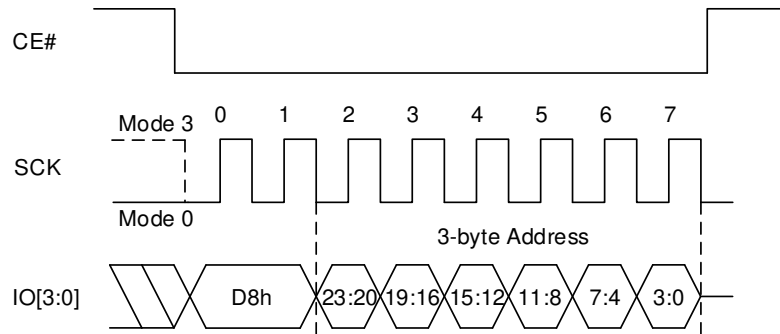 CE#
0 1 2 3 4 5 6 7
Mode 3
SCK
Mode 0
3-byte Address
IO[3:0] D8h 23:20 19:16 15:12 11:8 7:4 3:0